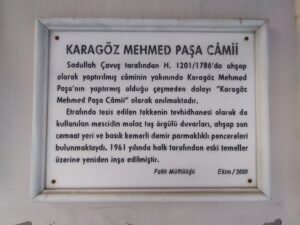 KARAGÖZ MEHMED PAŞA CÂMİİ
Sadullah Çavuş tarafından H. 1201/1786'da ahşap
olarak yaptırılmış câminin yakınında Karagöz Mehmed
Paşa'nın yaptırmış olduğu çeşmeden dolayı "Karagöz
Mehmed Paşa Câmii" olarak anılmaktadır.
Etrafında tesis edilen tekkenin tevhidhanesi olarak da
kullanılan mescidin moloz taş örgülü duvarları, ahşap son
cemaat yeri ve basık kemerli demir parmaklıklı pencereleri
bulunmaktaydı. 1961 yılında halk tarafından eski temeller
üzerine yeniden inşa edilmiştir.
Fatih Müftülüğü Ekim / 2000